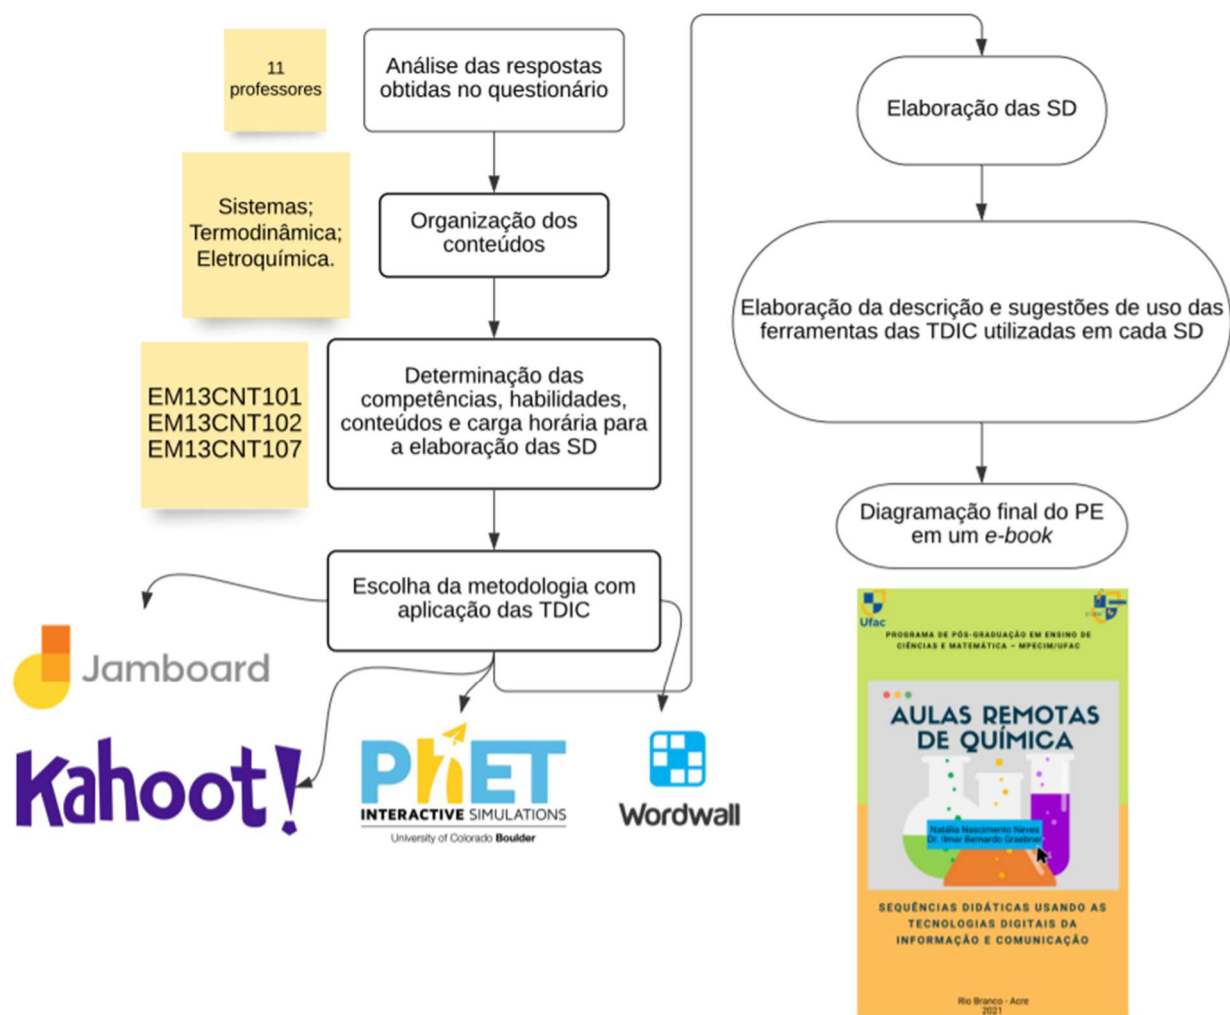 11
professores
Análise das respostas
obtidas no questionário
Sistemas;
Termodinâmica;
Eletroquímica.
Organização dos
conteúdos
EM13CNT101
EM13CNT102
EM13CNT107
Determinação das
competências, habilidades,
conteúdos e carga horária para
a elaboração das SD
Escolha da metodologia com
aplicação das TDIC
Jamboard
Kahoot!
PhET
INTERACTIVE SIMULATIONS
University of Colorado Boulder
Wordwall
Elaboração das SD
Elaboração da descrição e sugestões de uso das
ferramentas das TDIC utilizadas em cada SD
Diagramação final do PE
em um e-book
Ufac
PROGRAMA DE PÓS-GRADUAÇÃO EM ENSINO DE
CIÊNCIAS E MATEMÁTICA – MPECIM/UFAC
AULAS REMOTAS
DE QUÍMICA
Natália Nascimento Neves
Dr. Ilmar Bernardo Graebner
SEQUÊNCIAS DIDÁTICAS USANDO AS
TECNOLOGIAS DIGITAIS DA
INFORMAÇÃO E COMUNICAÇÃO
Rio Branco - Acre
2021